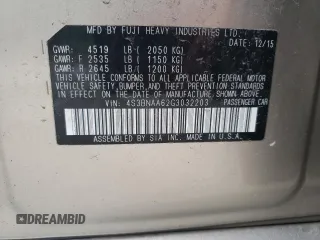 MFD. BY FUJI HEAVY INDUSTRIES LTD.
DATE: 12/15
GVWR: 4519 LB (2050 KG)
GAWR: F 2535 LB (1150 KG)
GAWR: R 2645 LB (1200 KG)
THIS VEHICLE CONFORMS TO ALL APPLICABLE
FEDERAL MOTOR VEHICLE
SAFETY, BUMPER, AND THEFT PREVENTION
STANDARDS IN EFFECT ON THE DATE OF
MANUFACTURE SHOWN ABOVE.
VIN: 4S3BNAA62G3032203 PASSENGER CAR
ASSEMBLED BY SIA INC. IN U.S.A.
DREAMBID